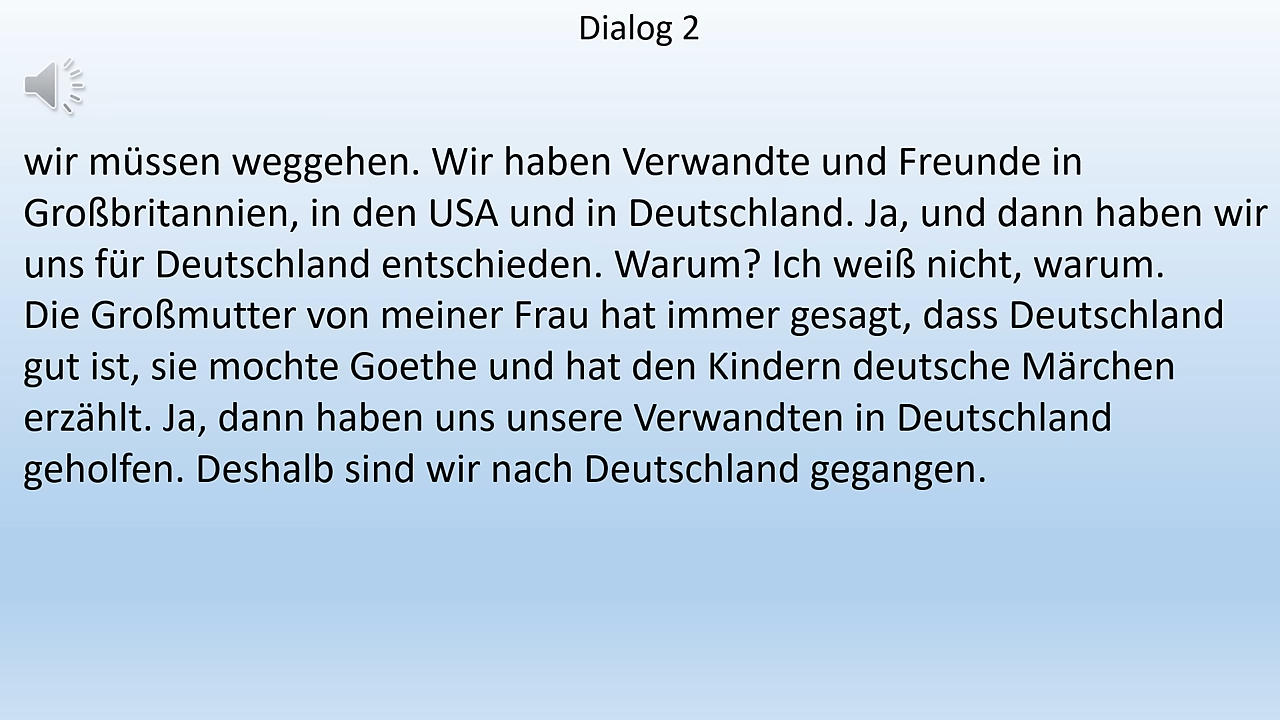 Dialog 2
wir müssen weggehen. Wir haben Verwandte und Freunde in
Großbritannien, in den USA und in Deutschland. Ja, und dann haben wir
uns für Deutschland entschieden. Warum? Ich weiß nicht, warum.
Die Großmutter von meiner Frau hat immer gesagt, dass Deutschland
gut ist, sie mochte Goethe und hat den Kindern deutsche Märchen
erzählt. Ja, dann haben uns unsere Verwandten in Deutschland
geholfen. Deshalb sind wir nach Deutschland gegangen.